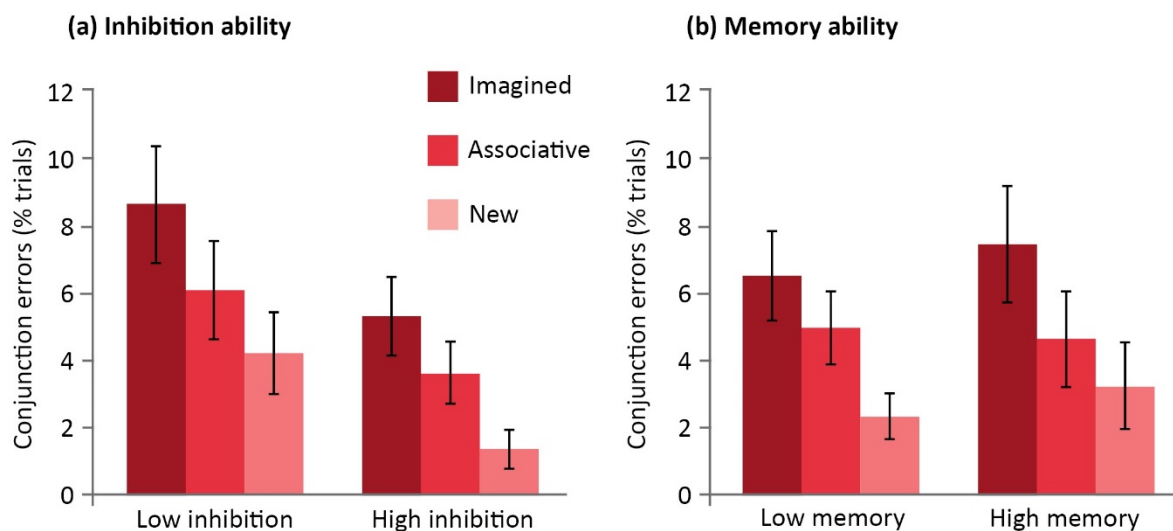 (a) Inhibition ability
Conjunction errors (% trials)
12
10
8
6
4
2
0
Imagined
Associative
New
Low inhibition
High inhibition
(b) Memory ability
Conjunction errors (% trials)
12
10
8
6
4
2
0
Low memory
High memory